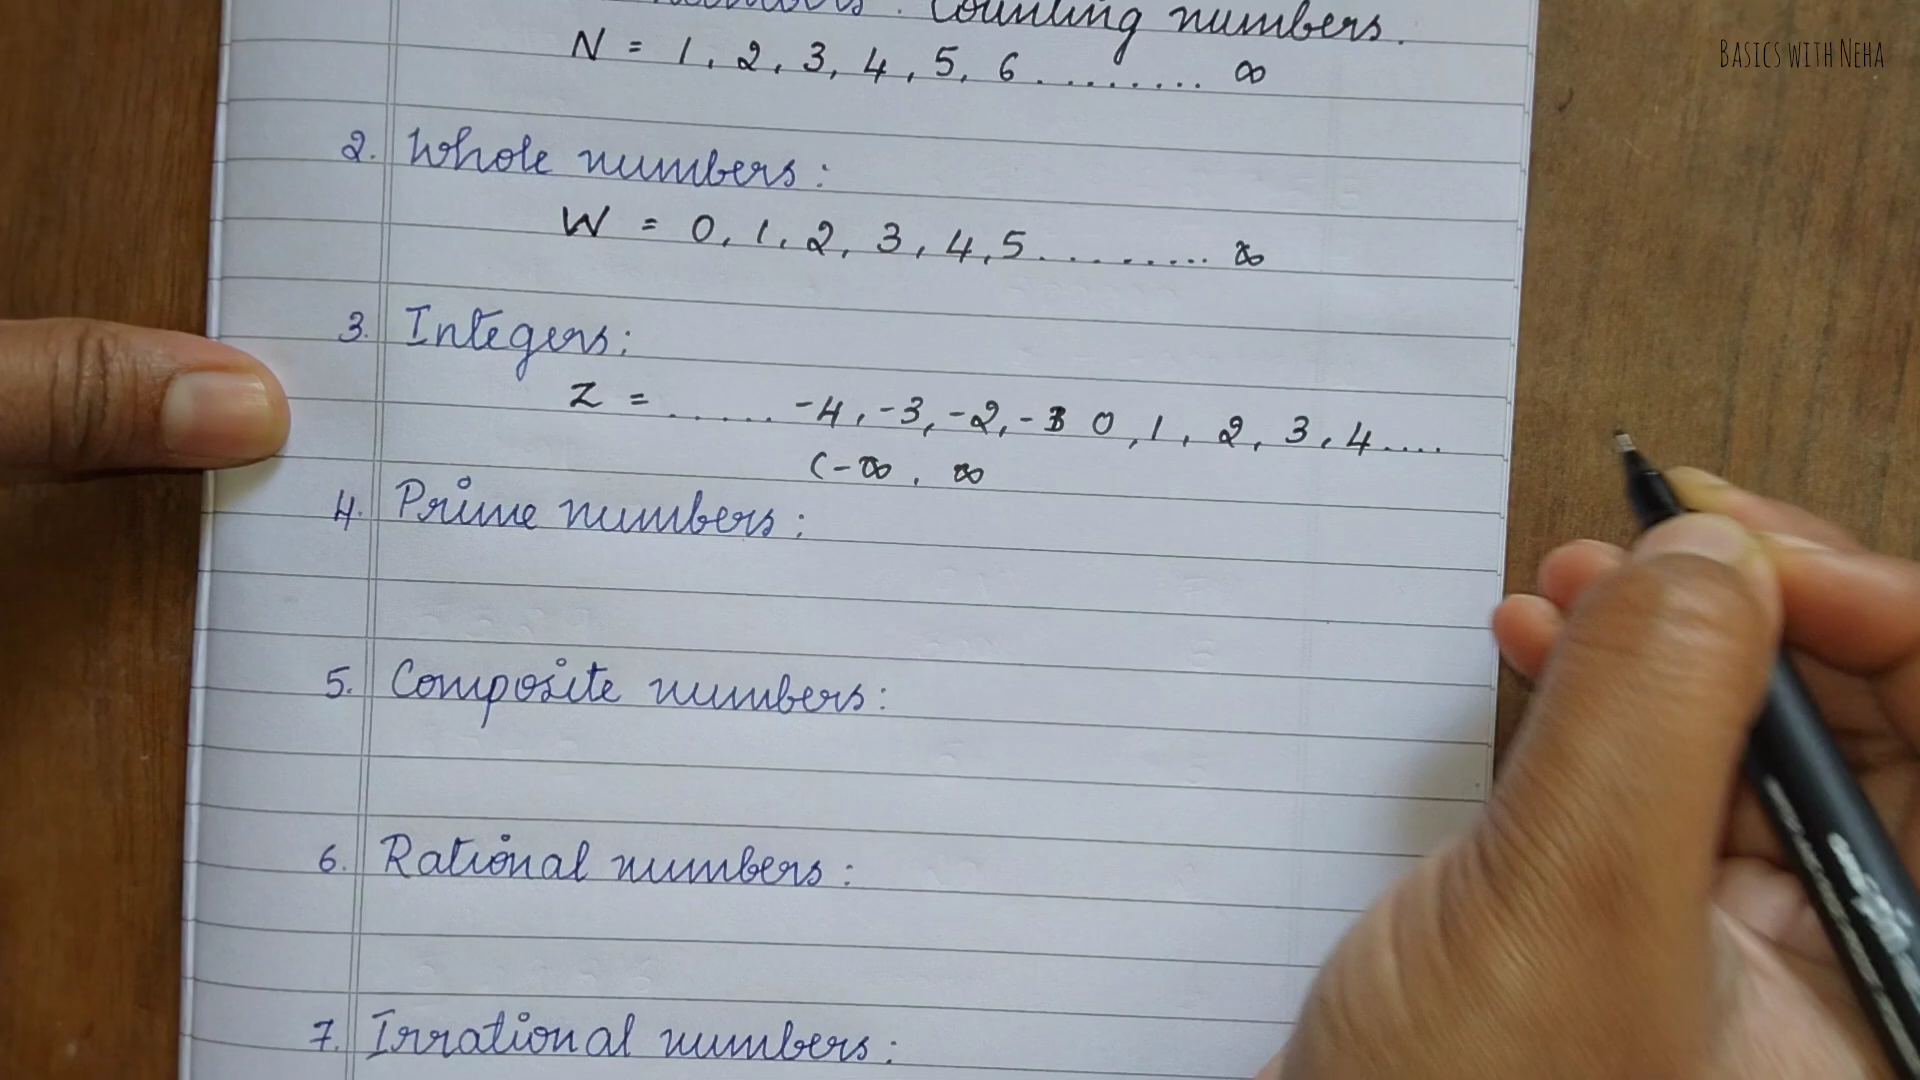 Counting numbers.
BASICS WITH NEHA
N = 1, 2, 3, 4, 5, 6 ......... ∞
2. Whole numbers:
W = 0, 1, 2, 3, 4, 5 ......... ∞
3. Integers:
Z = ...... -4, -3, -2, - 0, 1, 2, 3, 4 ....
(-∞, ∞
4. Prime numbers:
5. Composite numbers:
6. Rational numbers:
7. Irrational numbers: